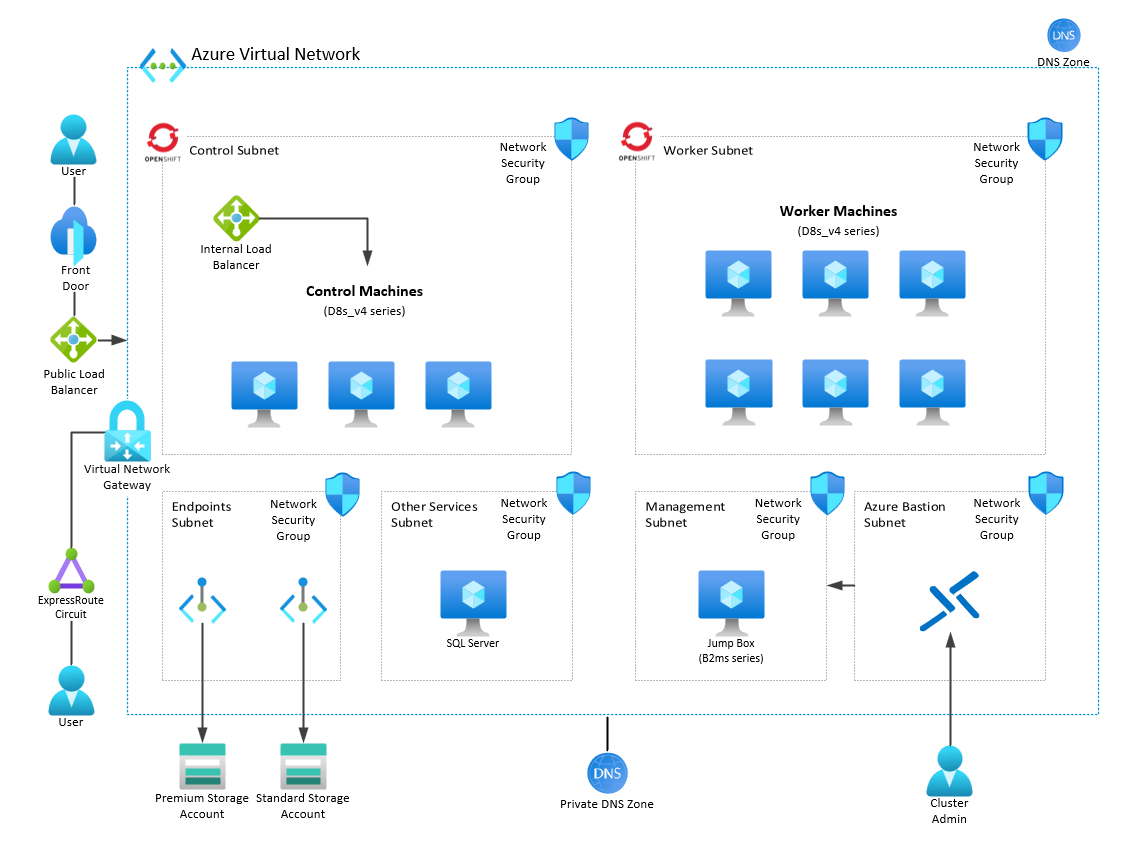 Azure Virtual Network
DNS
DNS Zone
User
Front
Door
Public Load
Balancer
Virtual Network
Gateway
ExpressRoute
Circuit
User
OPENSHIFT
Control Subnet
Network
Security
Group
Internal Load
Balancer
Control Machines
(D8s_v4 series)
OPENSHIFT
Worker Subnet
Network
Security
Group
Worker Machines
(D8s_v4 series)
Endpoints
Subnet
Network
Security
Group
Other Services
Subnet
Network
Security
Group
SQL Server
Management
Subnet
Network
Security
Group
Jump Box
(B2ms series)
Azure Bastion
Subnet
Network
Security
Group
Premium Storage
Account
Standard Storage
Account
DNS
Private DNS Zone
Cluster
Admin